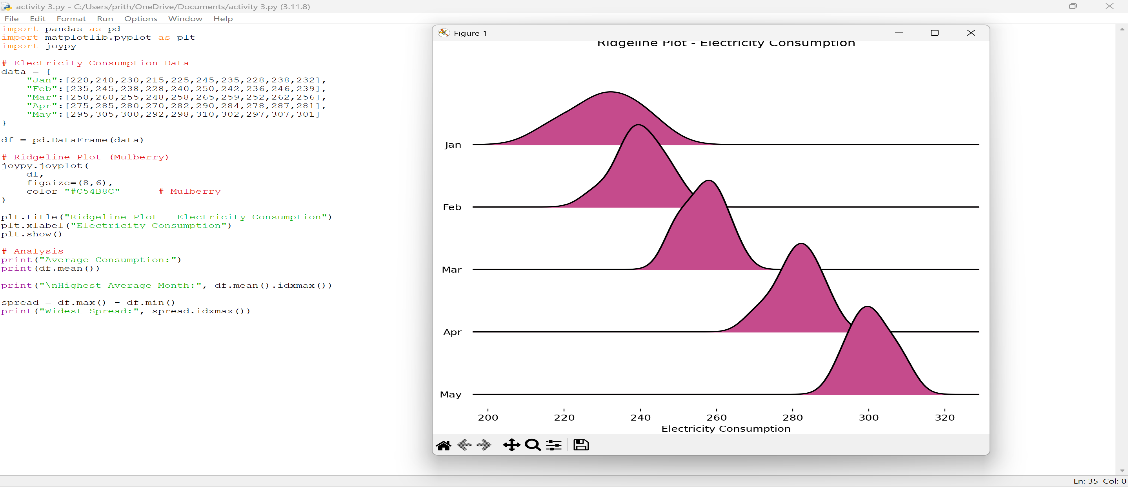 activity 3.py - C:/Users/prith/OneDrive/Documents/activity 3.py (3.11.8)
File Edit Format Run Options Window Help
import pandas as pd
import matplotlib.pyplot as plt
import joypy
# Electricity Consumption Data
data = {
"Jan":[220,240,230,215,225,245,235,228,238,232],
"Feb":[235,245,238,228,240,250,242,236,246,239],
"Mar":[250,260,255,248,258,265,259,252,262,256],
"Apr":[275,285,280,270,282,290,284,278,287,281],
"May":[295,305,300,292,298,310,302,297,307,301]
}
df = pd.DataFrame(data)
# Ridgeline Plot (Mulberry)
joypy.joyplot(
df,
figsize=(8,6),
color="#C54B8C" # Mulberry
)
plt.title("Ridgeline Plot - Electricity Consumption")
plt.xlabel("Electricity Consumption")
plt.show()
# Analysis
print("Average Consumption:")
print(df.mean())
print("\nHighest Average Month:", df.mean().idxmax())
spread = df.max() - df.min()
print("Widest Spread:", spread.idxmax())
Figure 1
Ridgeline Plot - Electricity Consumption
Jan
Feb
Mar
Apr
May
200 220 240 260 280 300 320
Electricity Consumption
Ln: 35 Col: 0